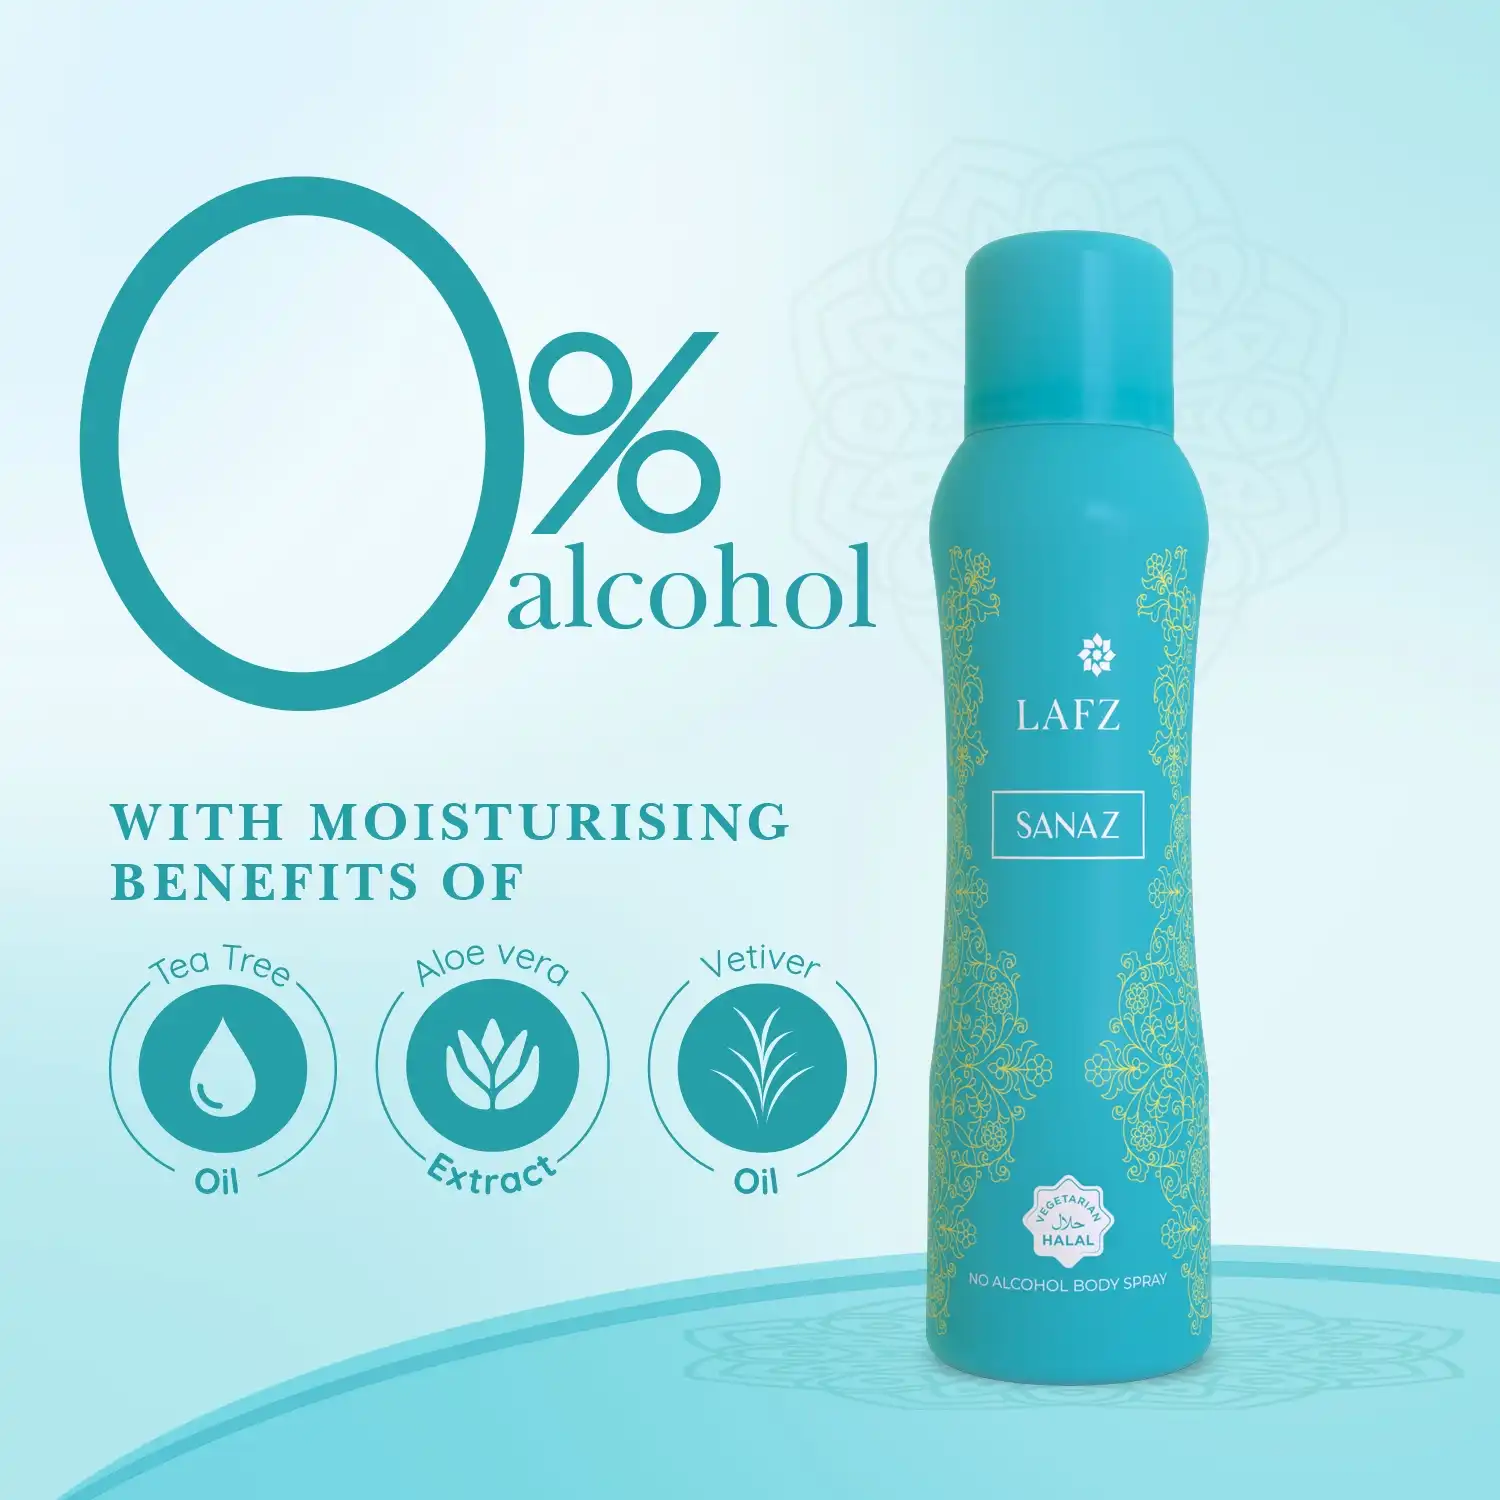 0%
alcohol
WITH MOISTURISING
BENEFITS OF
Tea Tree
Oil
Aloe vera
Extract
Vetiver
Oil
LAFZ
SANAZ
VEGETARIAN
حلال
HALAL
NO ALCOHOL BODY SPRAY